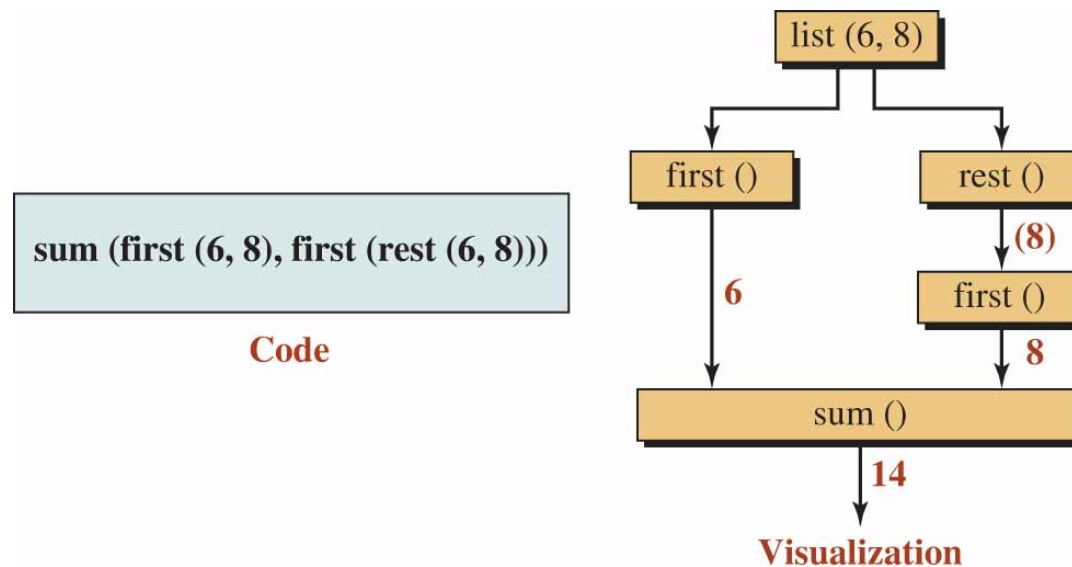 sum (first (6, 8), first (rest (6, 8)))
Code
list (6, 8)
first ()
rest ()
(8)
6
first ()
8
sum ()
14
Visualization